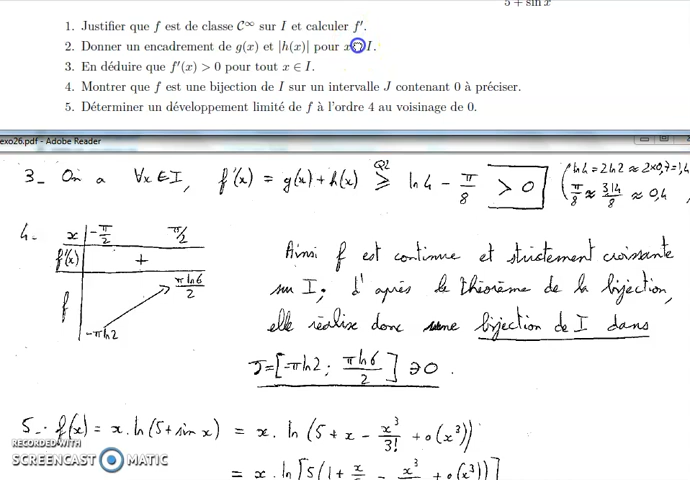 5 + sin x
1. Justifier que f est de classe C∞ sur I et calculer f′.
2. Donner un encadrement de g(x) et |h(x)| pour x I.
3. En déduire que f′(x) > 0 pour tout x ∈ I.
4. Montrer que f est une bijection de I sur un intervalle J contenant 0 à préciser.
5. Déterminer un développement limité de f à l'ordre 4 au voisinage de 0.
exo26.pdf - Adobe Reader
3_ On a ∀x∈I, f'(x) = g(x)+h(x) ≥ ln 4 - π/8 > 0 (ln 4 = 2 ln 2 ≈ 2×0,7=1,4
Q2
π/8 ≈ 3,14/8 ≈ 0,4
4. x -π/2 π/2
f'(x) +
f -π ln 2 π ln 6/2
Ainsi f est continue et strictement croissante
sur I; d'après le théorème de la bijection,
elle réalise donc une bijection de I dans
J=[-π ln 2; π ln 6/2] ∋ 0.
5. f(x) = x. ln(5+sin x) = x. ln(5 + x - x³/3! + o(x³))
RECORDED WITH
SCREENCAST MATIC
= x. ln[5(1+ x/5 - x³ + o(x³))]